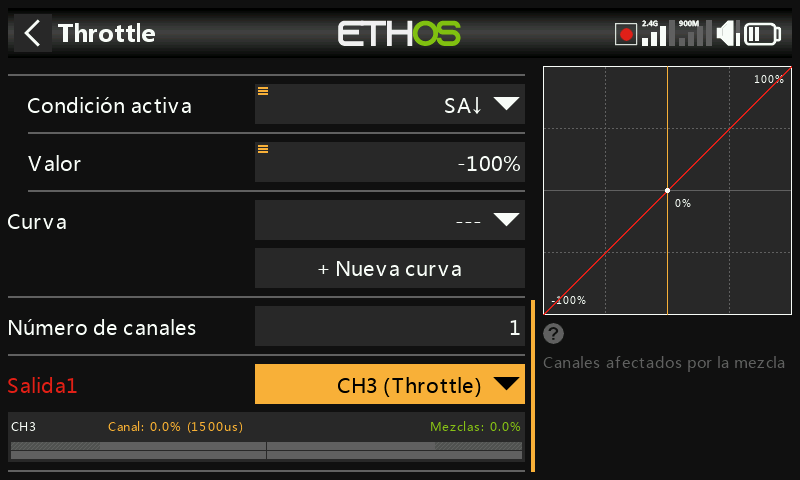 Throttle
ETHOS
2.4G
900M
Condición activa
SA↓
Valor
-100%
Curva
---
+ Nueva curva
Número de canales
1
Salida1
CH3 (Throttle)
CH3
Canal: 0.0% (1500us)
Mezclas: 0.0%
100%
0%
-100%
?
Canales afectados por la mezcla